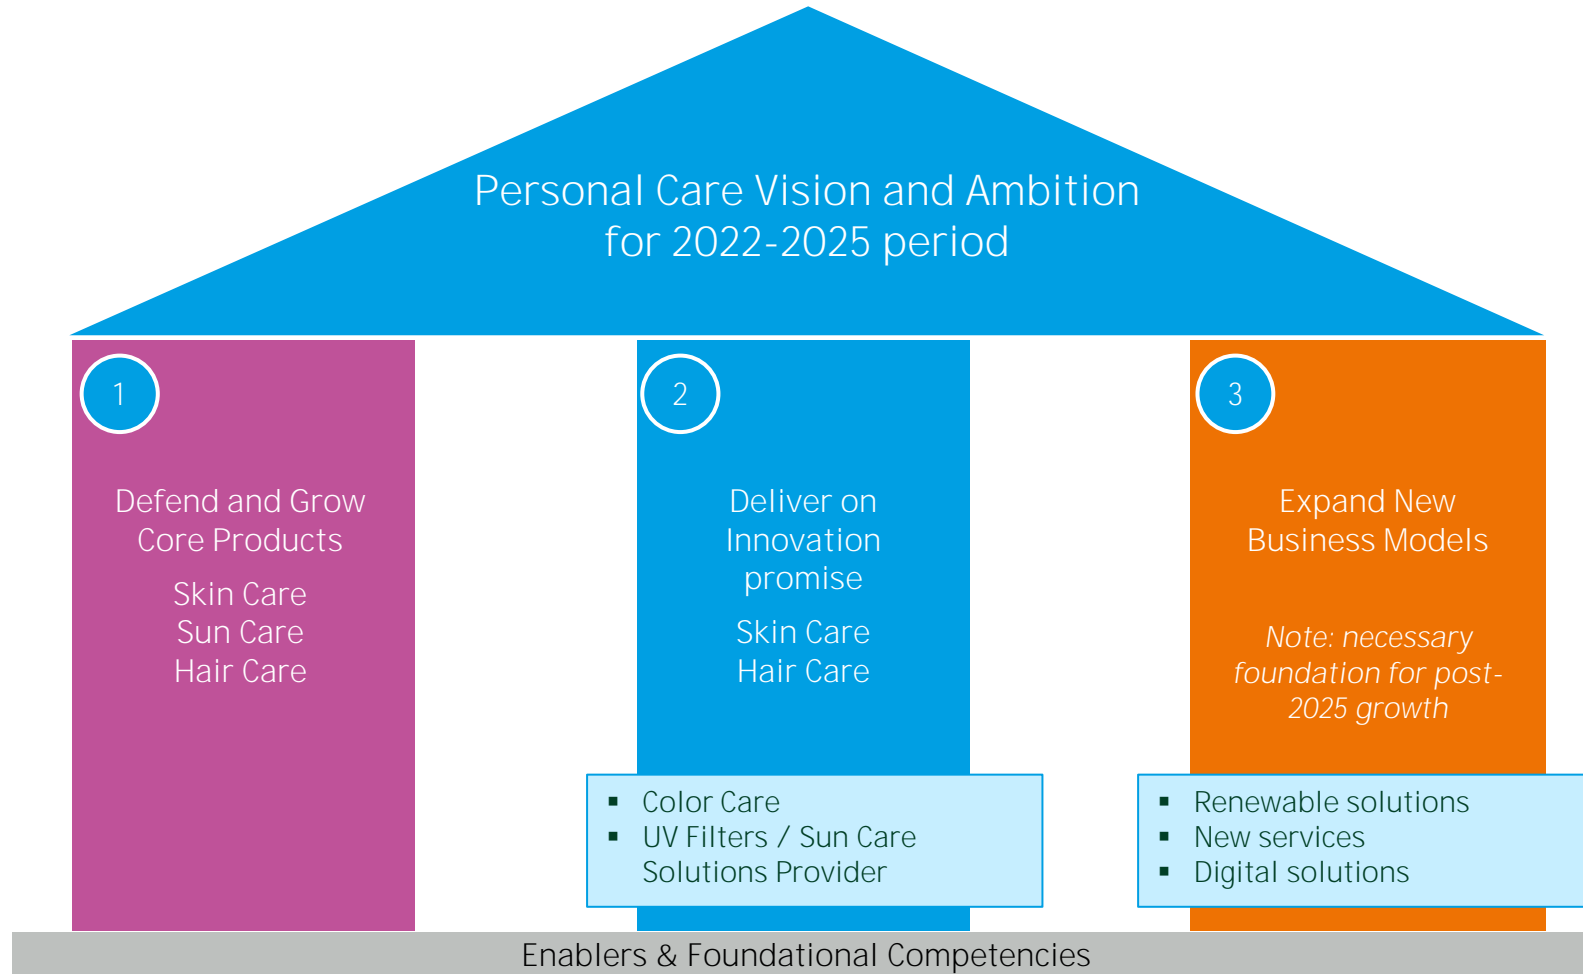 Personal Care Vision and Ambition
for 2022-2025 period
1
Defend and Grow
Core Products
Skin Care
Sun Care
Hair Care
2
Deliver on
Innovation
promise
Skin Care
Hair Care
▪ Color Care
▪ UV Filters / Sun Care
Solutions Provider
3
Expand New
Business Models
Note: necessary
foundation for post-
2025 growth
▪ Renewable solutions
▪ New services
▪ Digital solutions
Enablers & Foundational Competencies